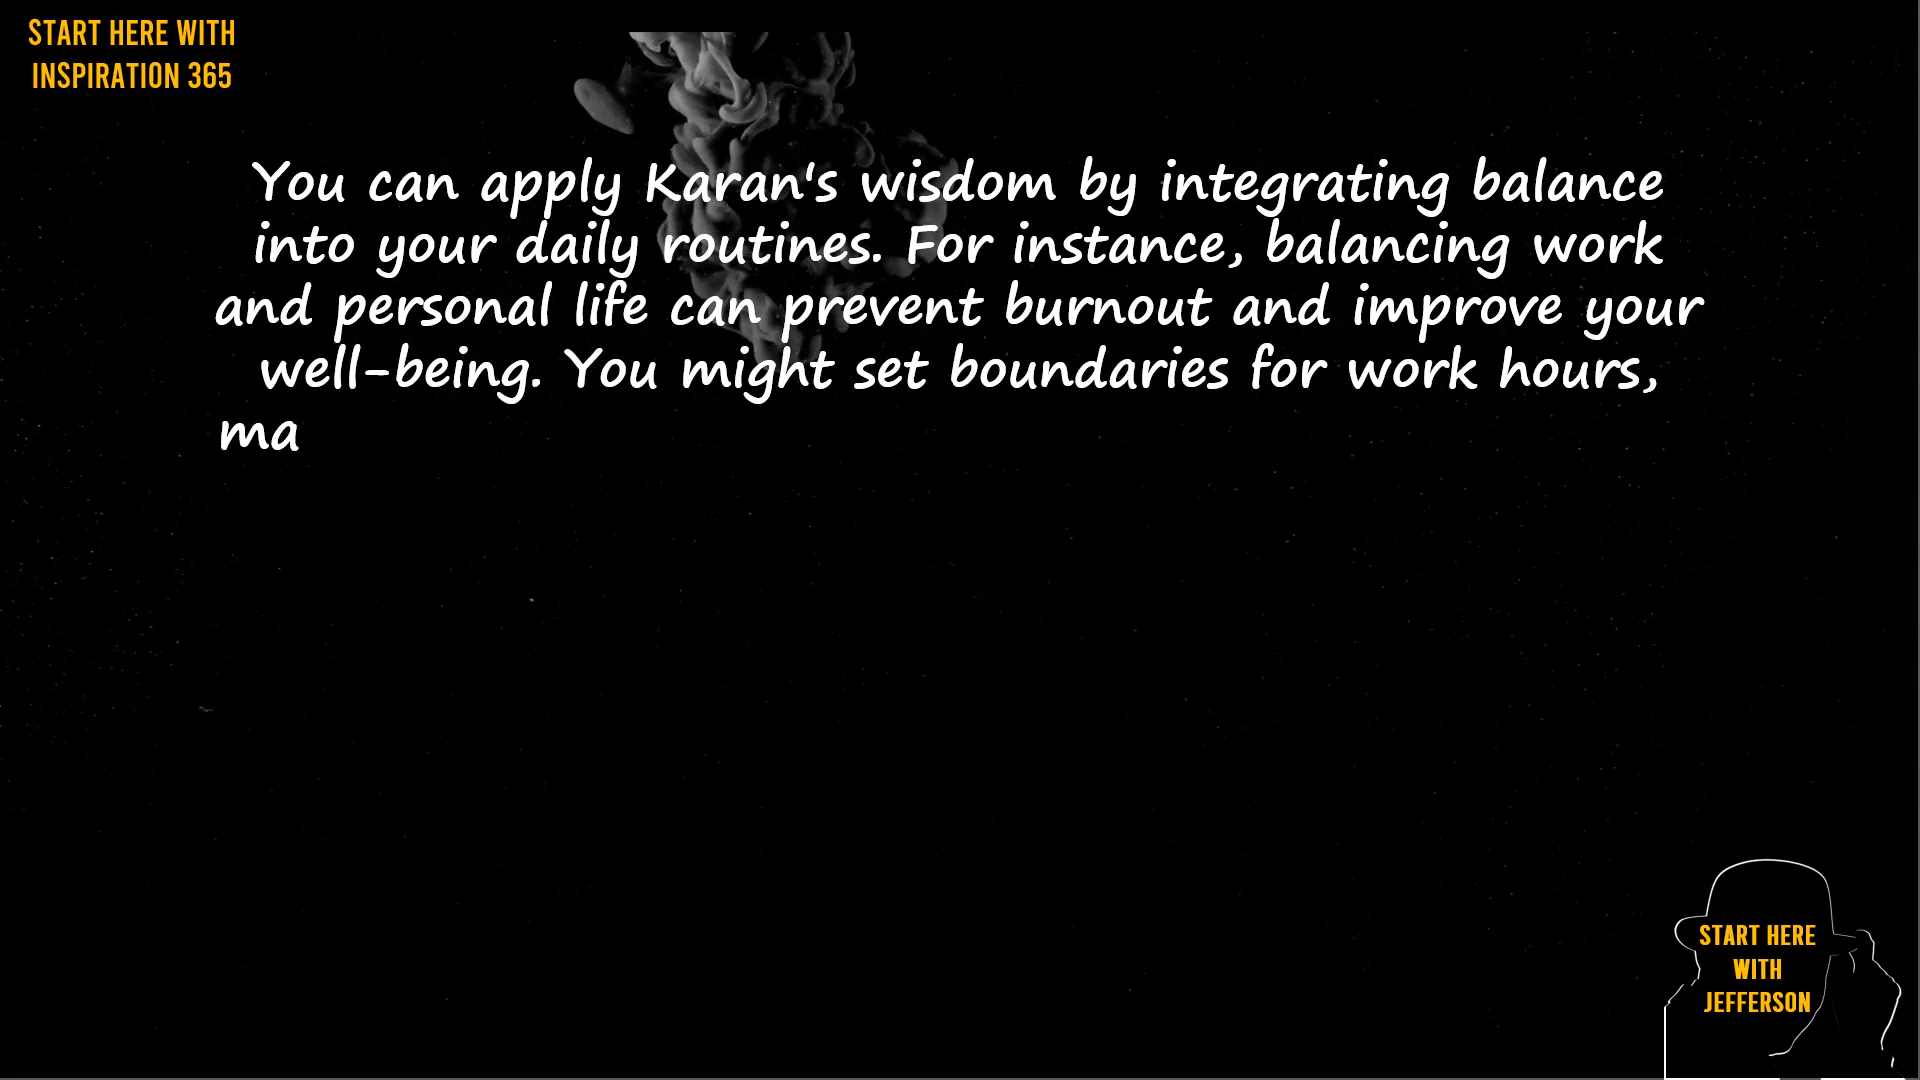 START HERE WITH
INSPIRATION 365
You can apply Karan's wisdom by integrating balance
into your daily routines. For instance, balancing work
and personal life can prevent burnout and improve your
well-being. You might set boundaries for work hours,
ma
START HERE
WITH
JEFFERSON